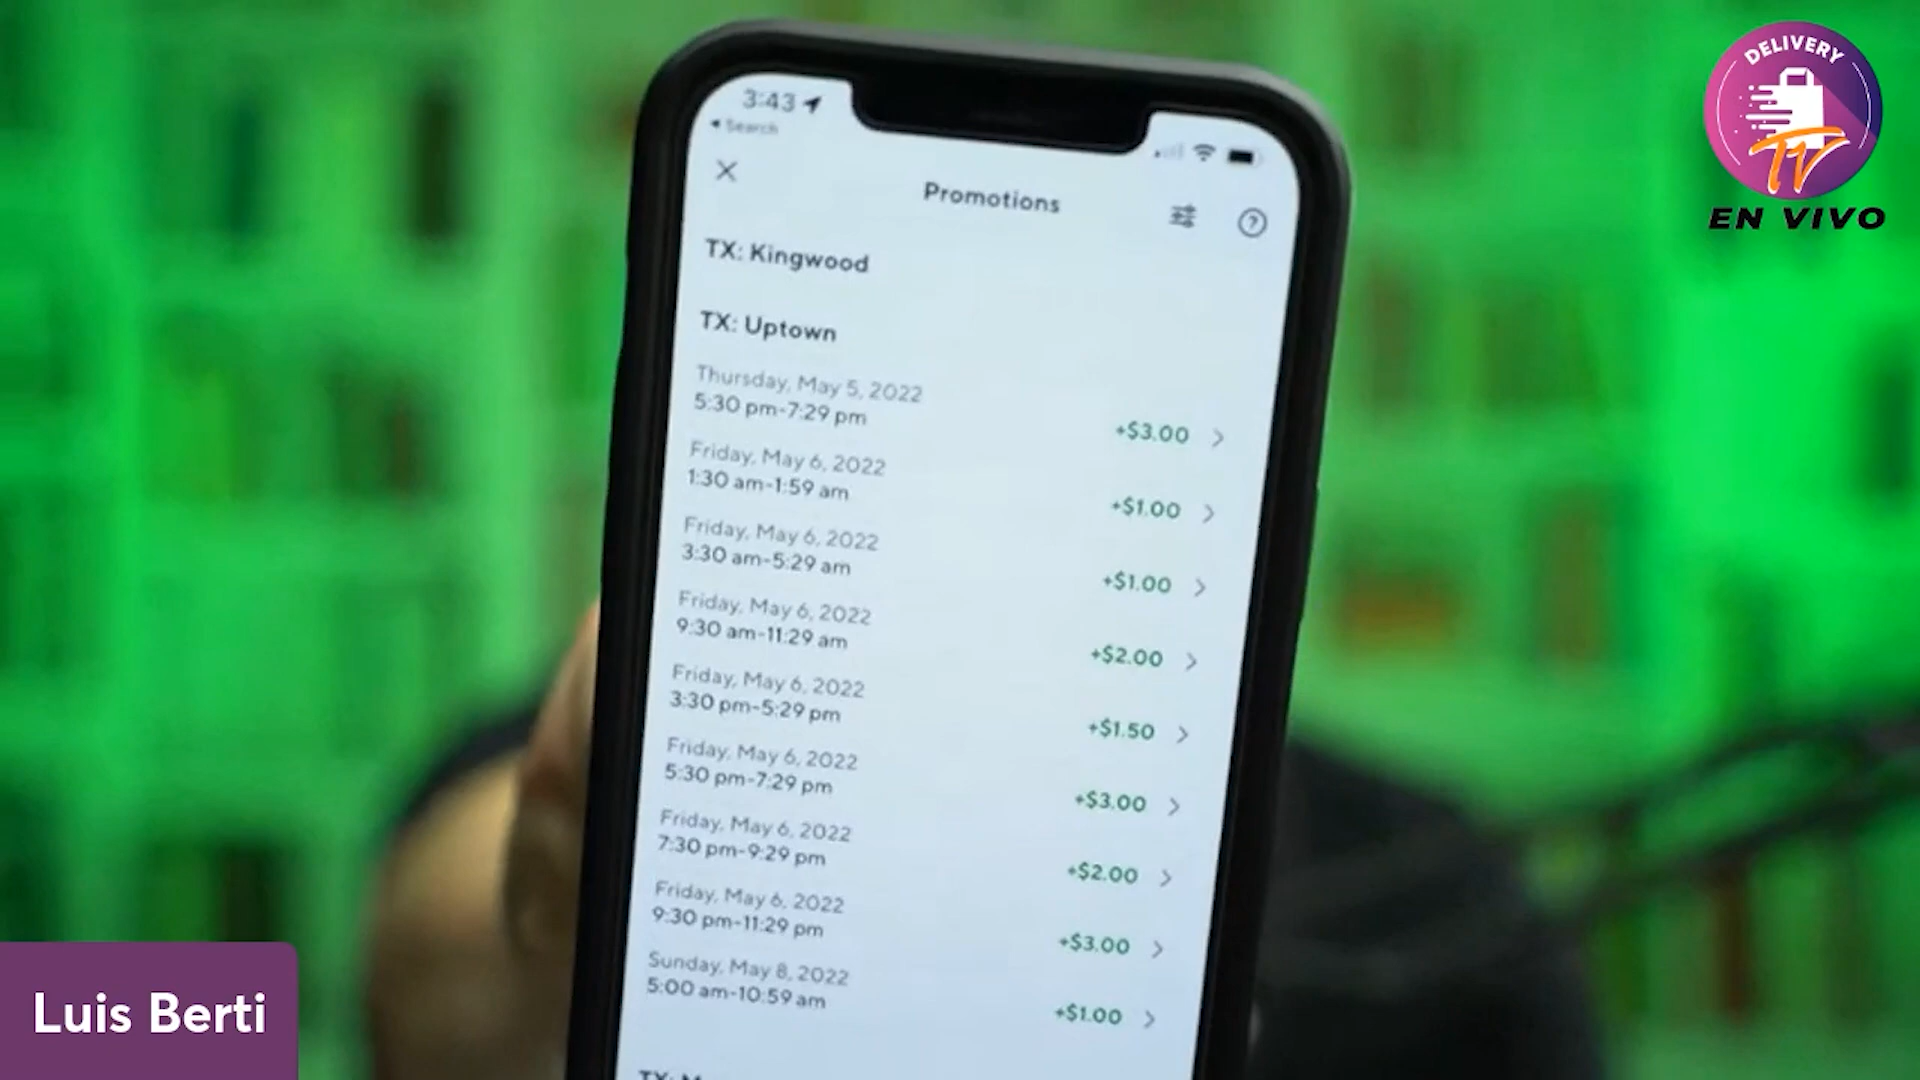 DELIVERY
TV
EN VIVO
3:43
Search
Promotions
TX: Kingwood
TX: Uptown
Thursday, May 5, 2022
5:30 pm-7:29 pm
+$3.00
Friday, May 6, 2022
1:30 am-1:59 am
+$1.00
Friday, May 6, 2022
3:30 am-5:29 am
+$1.00
Friday, May 6, 2022
9:30 am-11:29 am
+$2.00
Friday, May 6, 2022
3:30 pm-5:29 pm
+$1.50
Friday, May 6, 2022
5:30 pm-7:29 pm
+$3.00
Friday, May 6, 2022
7:30 pm-9:29 pm
+$2.00
Friday, May 6, 2022
9:30 pm-11:29 pm
+$3.00
Sunday, May 8, 2022
5:00 am-10:59 am
+$1.00
TX:
Luis Berti